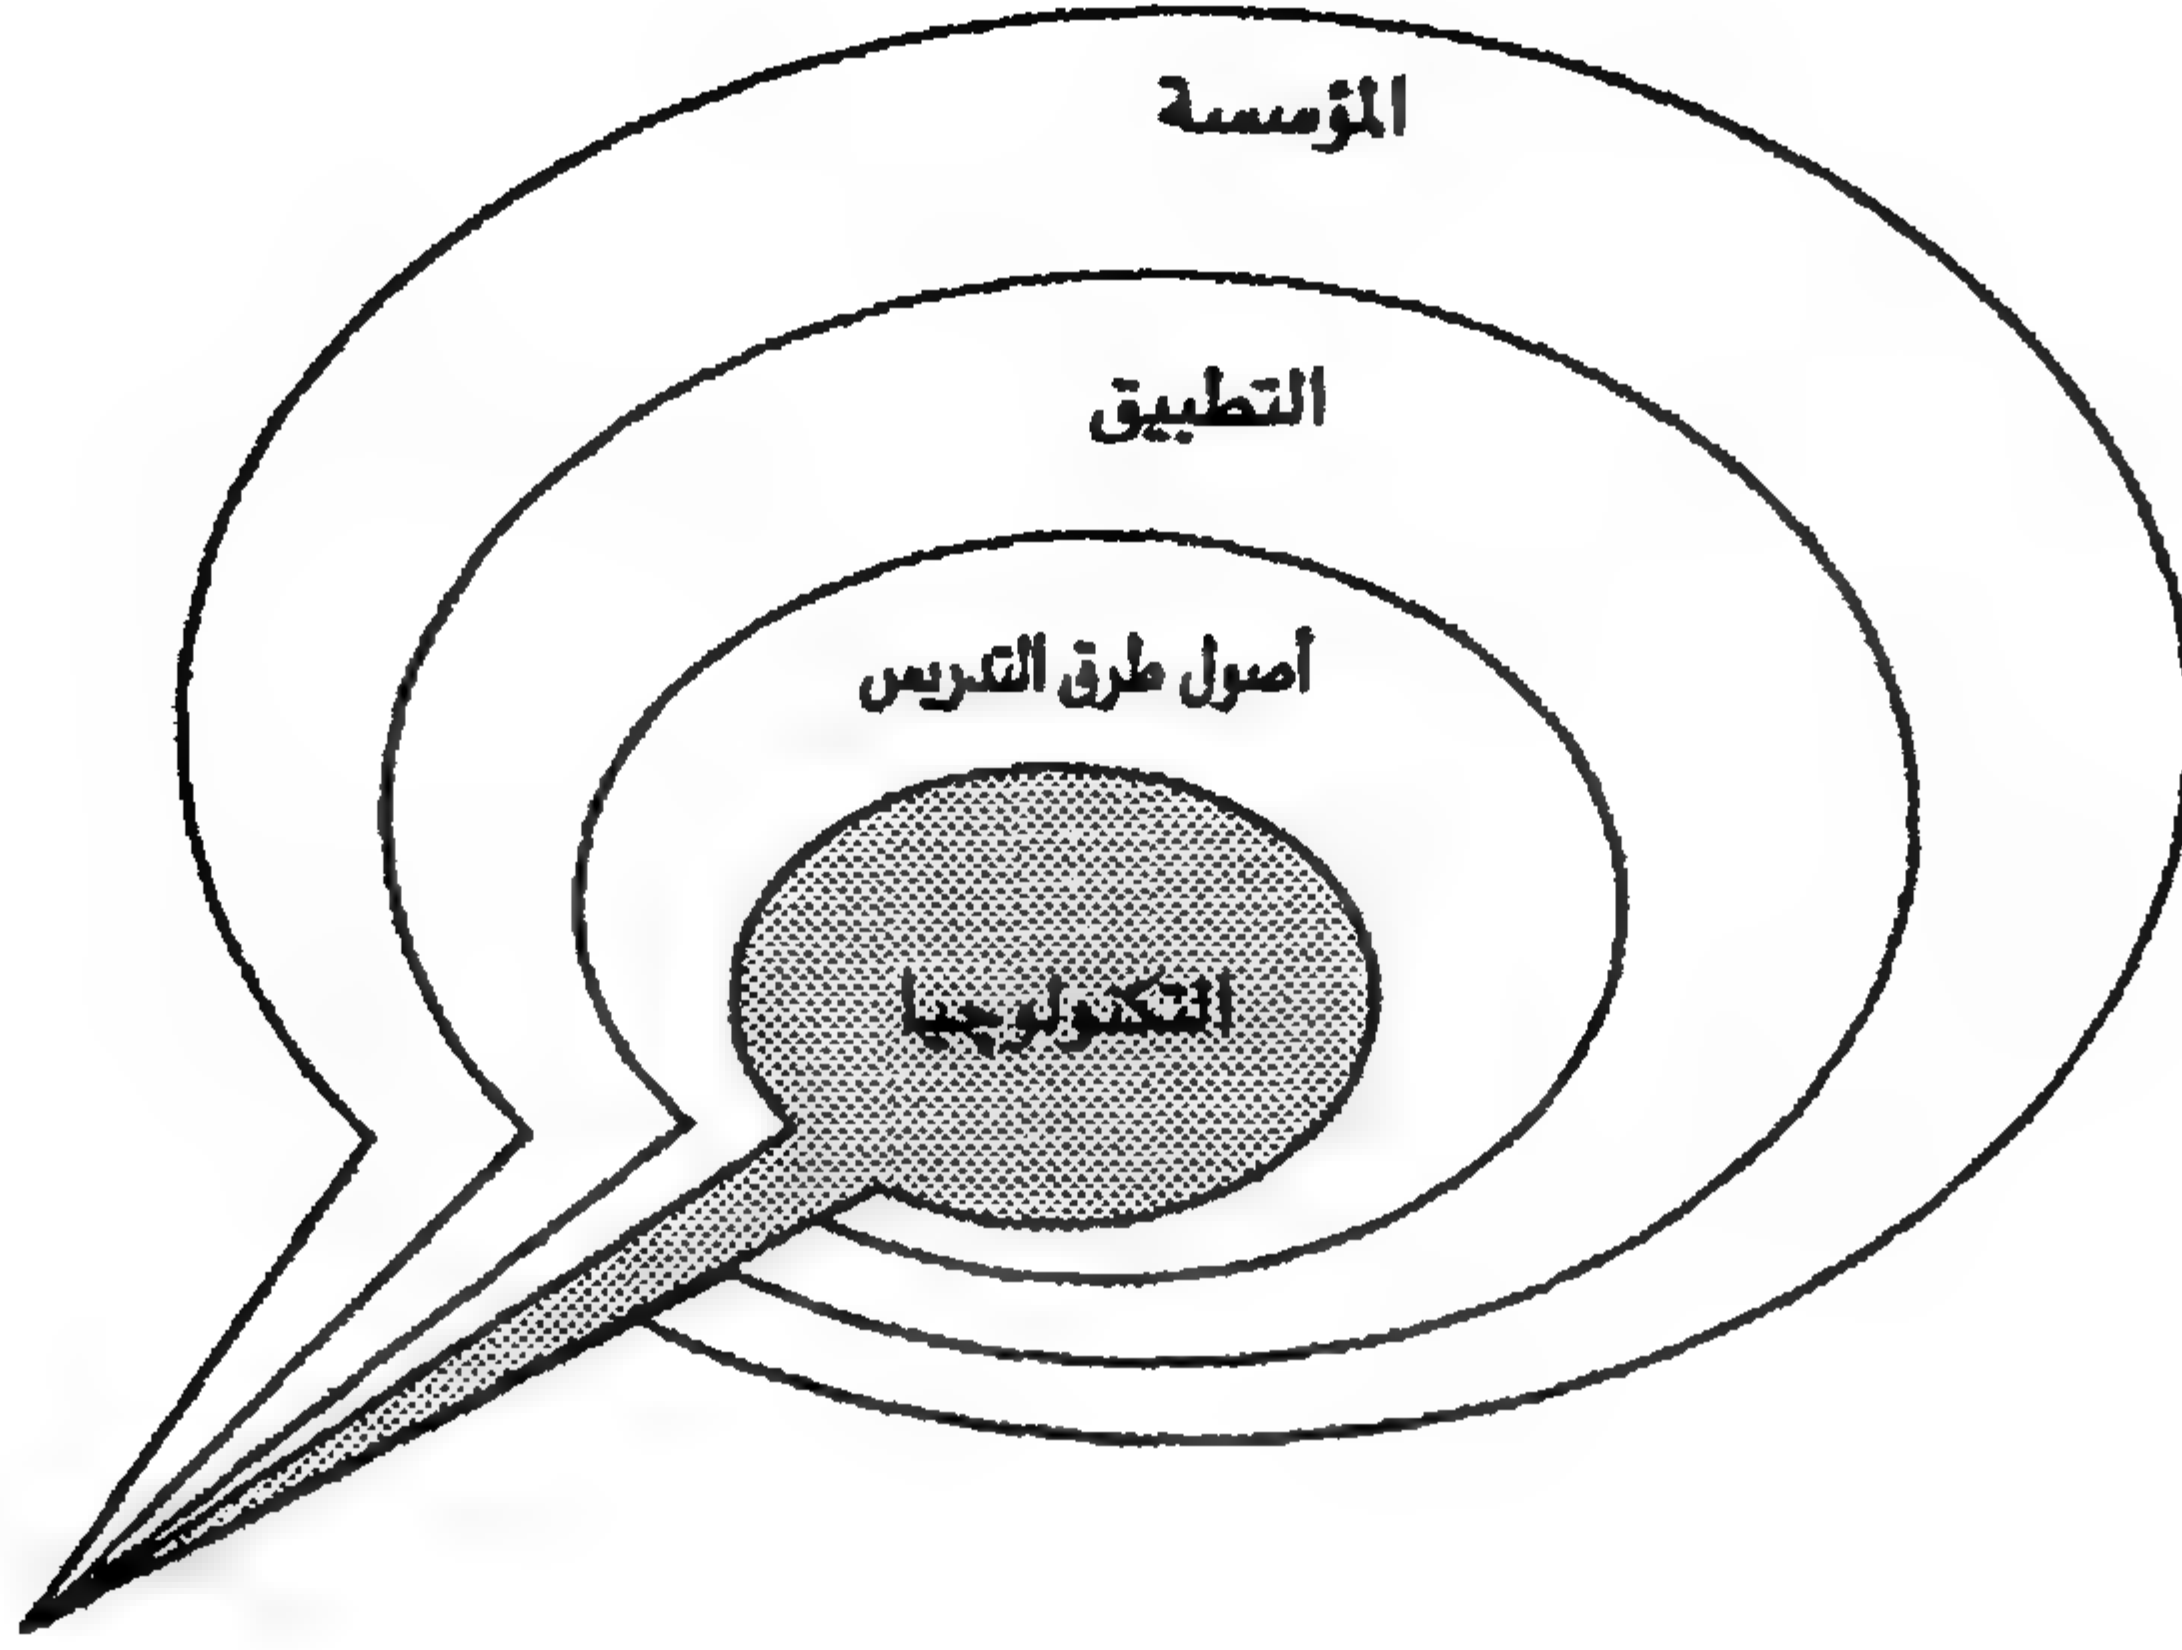 المؤسسة
التطبيق
أصول طرق التدريس
التكنولوجيا